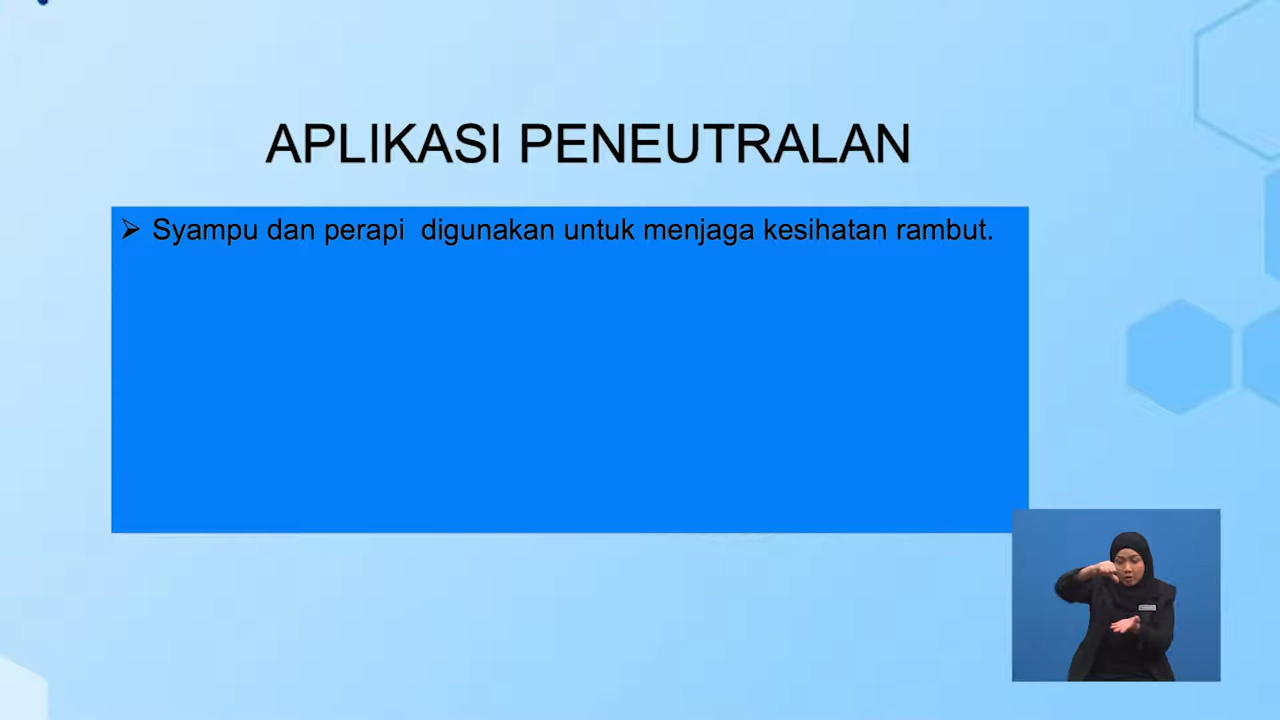 APLIKASI PENEUTRALAN
➢ Syampu dan perapi  digunakan untuk menjaga kesihatan rambut.